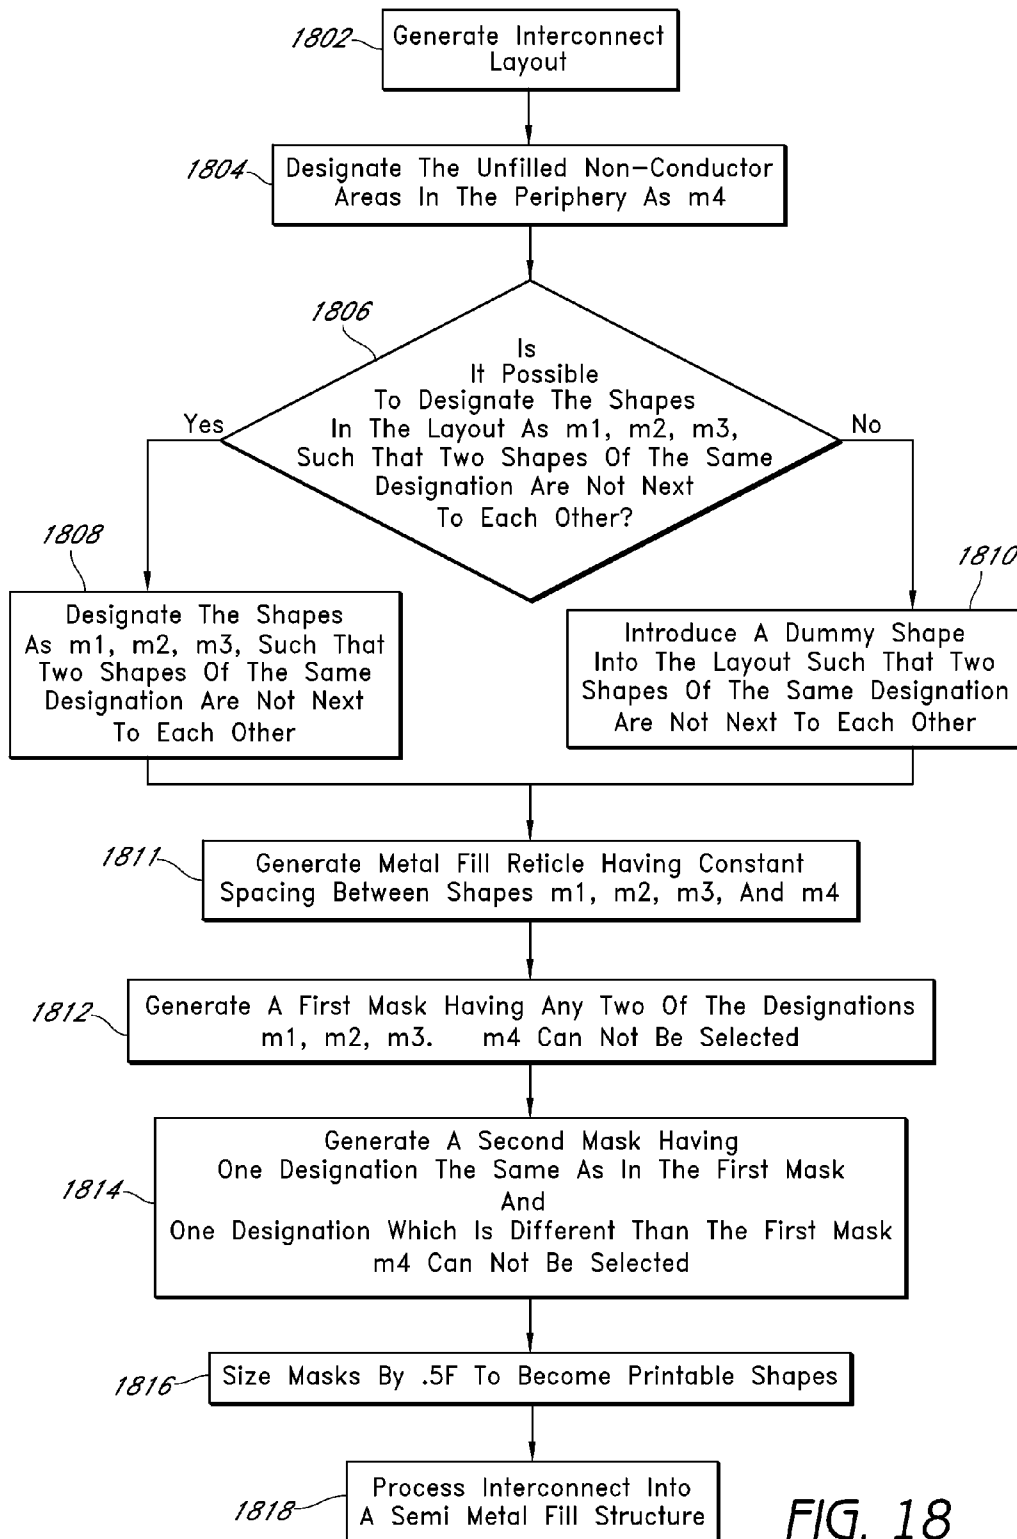 1802
Generate Interconnect
Layout
1804
Designate The Unfilled Non-Conductor
Areas In The Periphery As m4
1806
Is
It Possible
To Designate The Shapes
In The Layout As m1, m2, m3,
Such That Two Shapes Of The Same
Designation Are Not Next
To Each Other?
Yes
No
1808
Designate The Shapes
As m1, m2, m3, Such That
Two Shapes Of The Same
Designation Are Not Next
To Each Other
1810
Introduce A Dummy Shape
Into The Layout Such That Two
Shapes Of The Same Designation
Are Not Next To Each Other
1811
Generate Metal Fill Reticle Having Constant
Spacing Between Shapes m1, m2, m3, And m4
1812
Generate A First Mask Having Any Two Of The Designations
m1, m2, m3. m4 Can Not Be Selected
1814
Generate A Second Mask Having
One Designation The Same As In The First Mask
And
One Designation Which Is Different Than The First Mask
m4 Can Not Be Selected
1816
Size Masks By .5F To Become Printable Shapes
1818
Process Interconnect Into
A Semi Metal Fill Structure
FIG. 18